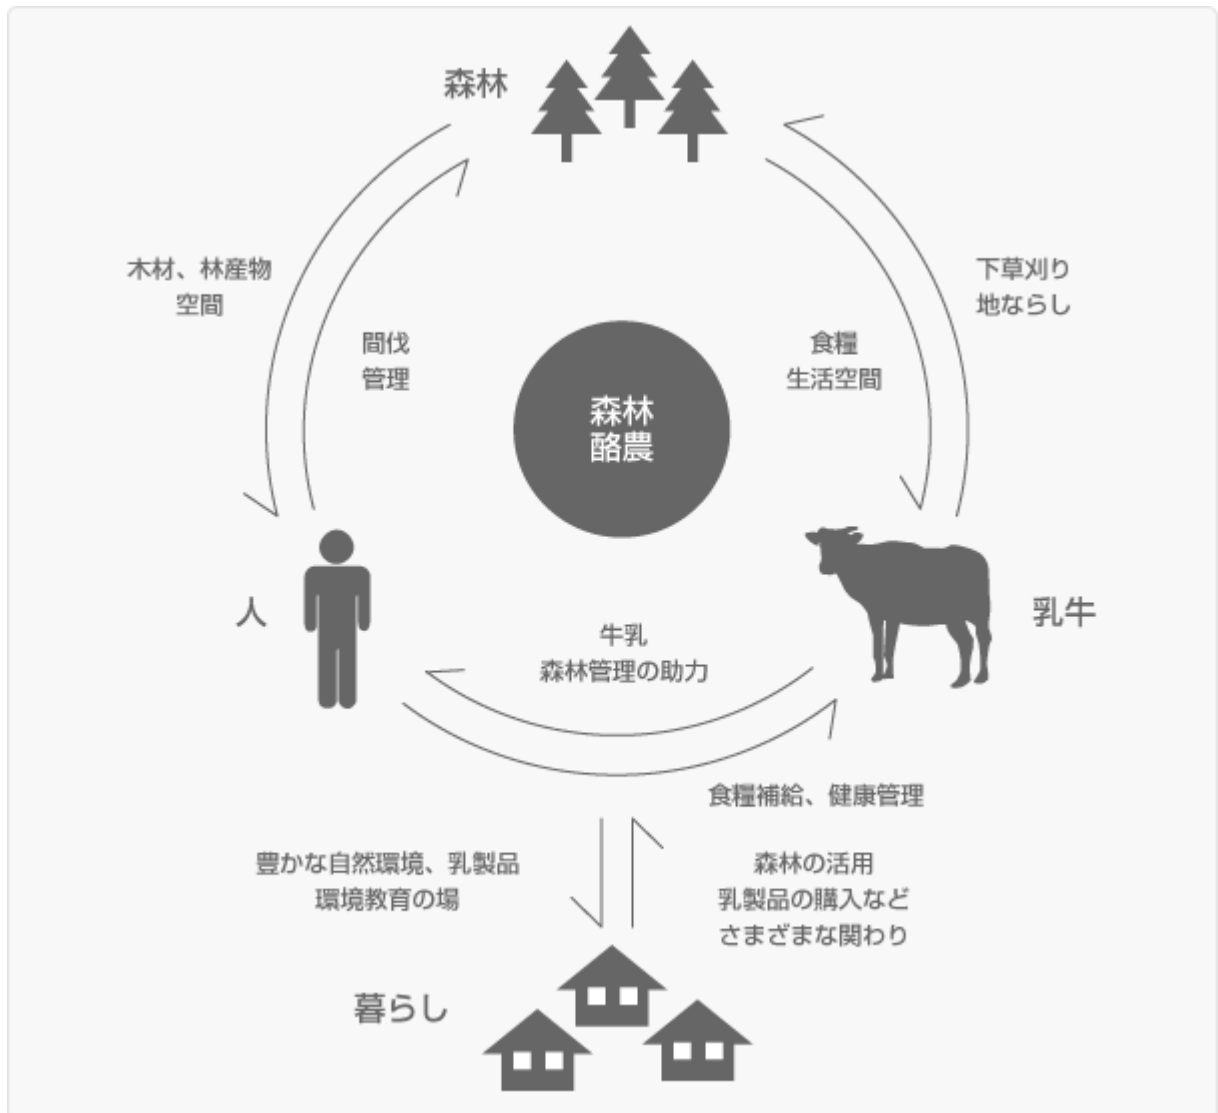 森林
木材、林産物
空間
間伐
管理
下草刈り
地ならし
食糧
生活空間
森林
酪農
人
乳牛
牛乳
森林管理の助力
食糧補給、健康管理
豊かな自然環境、乳製品
環境教育の場
森林の活用
乳製品の購入など
さまざまな関わり
暮らし